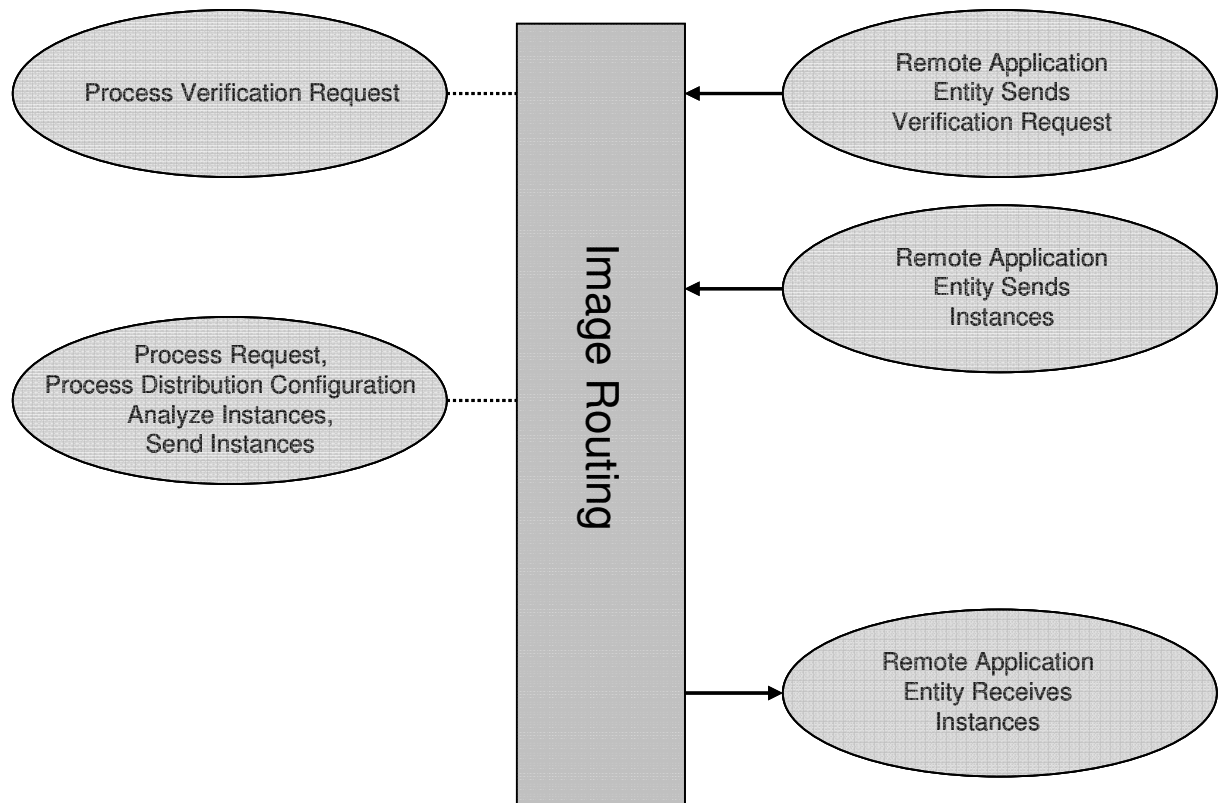 Process Verification Request
Remote Application
Entity Sends
Verification Request
Image Routing
Remote Application
Entity Sends
Instances
Process Request,
Process Distribution Configuration
Analyze Instances,
Send Instances
Remote Application
Entity Receives
Instances